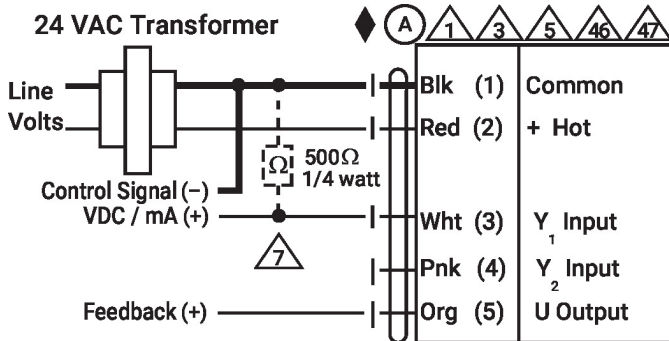 24 VAC Transformer
A 1 3 5 46 47
Line
Volts
Blk (1) Common
Red (2) + Hot
Ω 500Ω
1/4 watt
Control Signal (–)
VDC / mA (+)
Wht (3) Y1 Input
7
Pnk (4) Y2 Input
Feedback (+)
Org (5) U Output